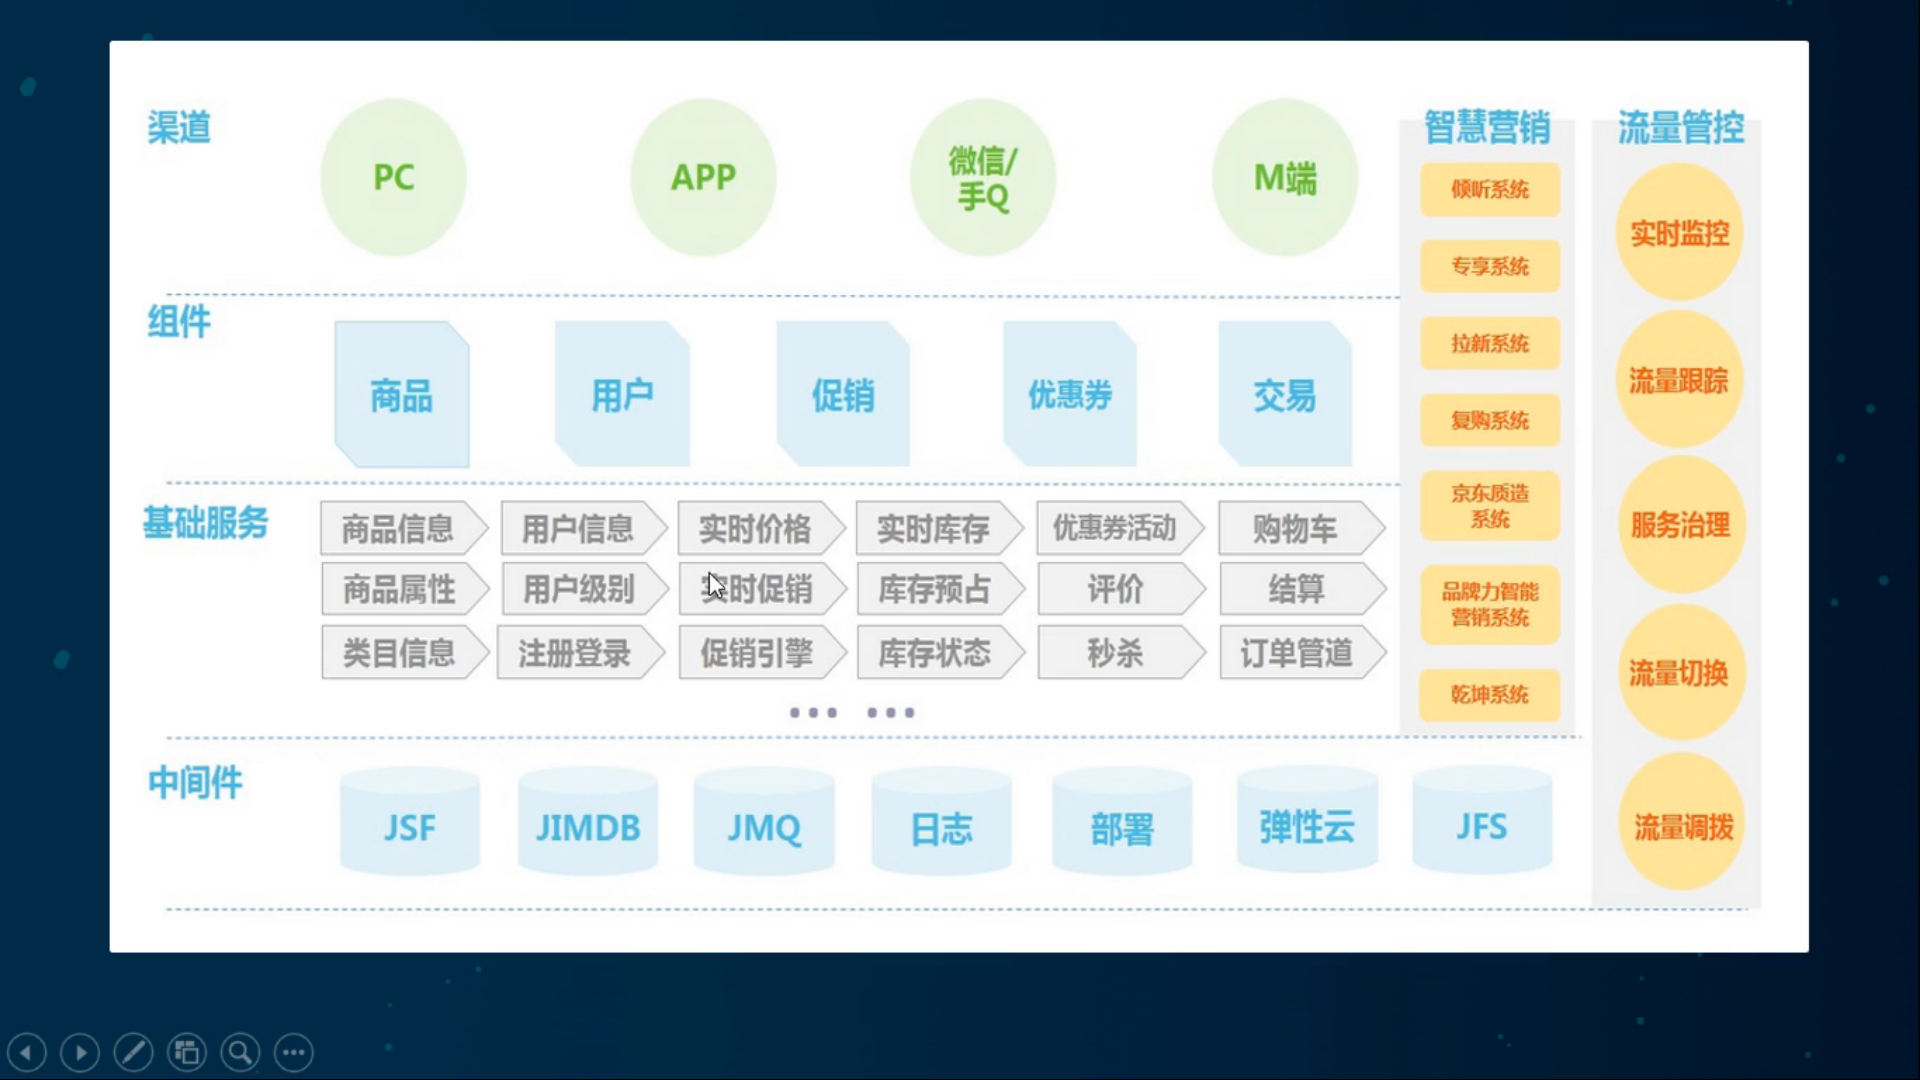 渠道
PC
APP
微信/
手Q
M端
组件
商品
用户
促销
优惠券
交易
基础服务
商品信息
用户信息
实时价格
实时库存
优惠券活动
购物车
商品属性
用户级别
实时促销
库存预占
评价
结算
类目信息
注册登录
促销引擎
库存状态
秒杀
订单管道
... ...
中间件
JSF
JIMDB
JMQ
日志
部署
弹性云
JFS
智慧营销
倾听系统
专享系统
拉新系统
复购系统
京东质造
系统
品牌力智能
营销系统
乾坤系统
流量管控
实时监控
流量跟踪
服务治理
流量切换
流量调拨